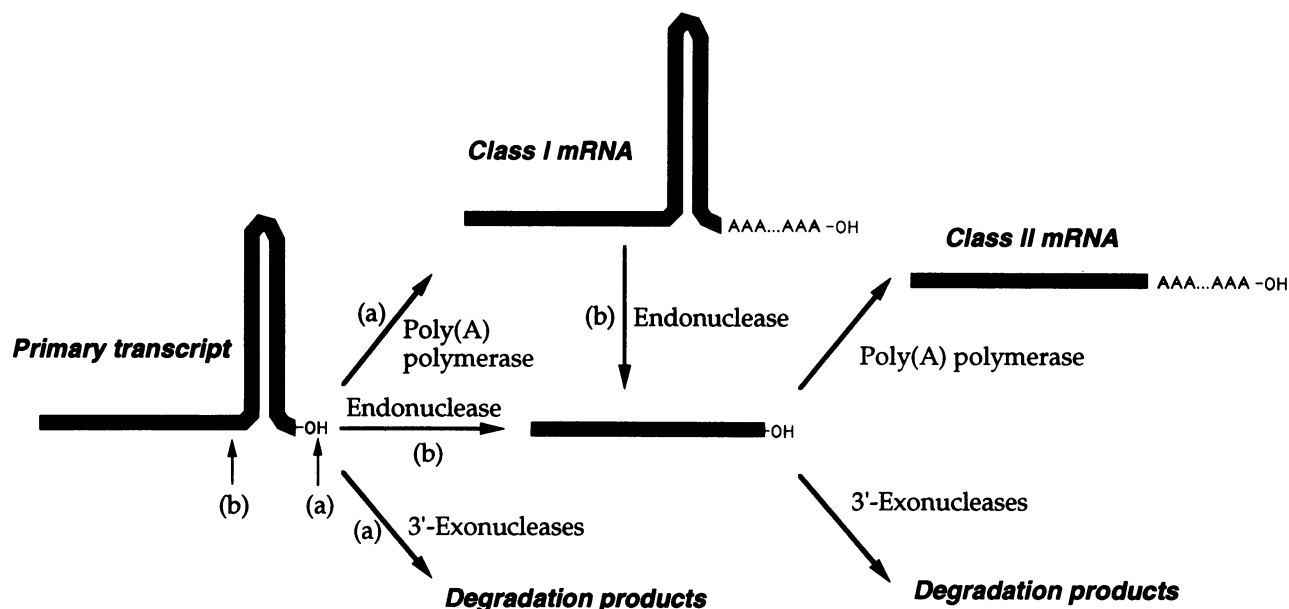 Class I mRNA
AAA...AAA -OH
Class II mRNA
AAA...AAA -OH
(a)
Poly(A)
polymerase
(b)
Endonuclease
Primary transcript
Poly(A) polymerase
Endonuclease
-OH
(b)
-OH
(b)
(a)
(a)
3'-Exonucleases
3'-Exonucleases
Degradation products
Degradation products